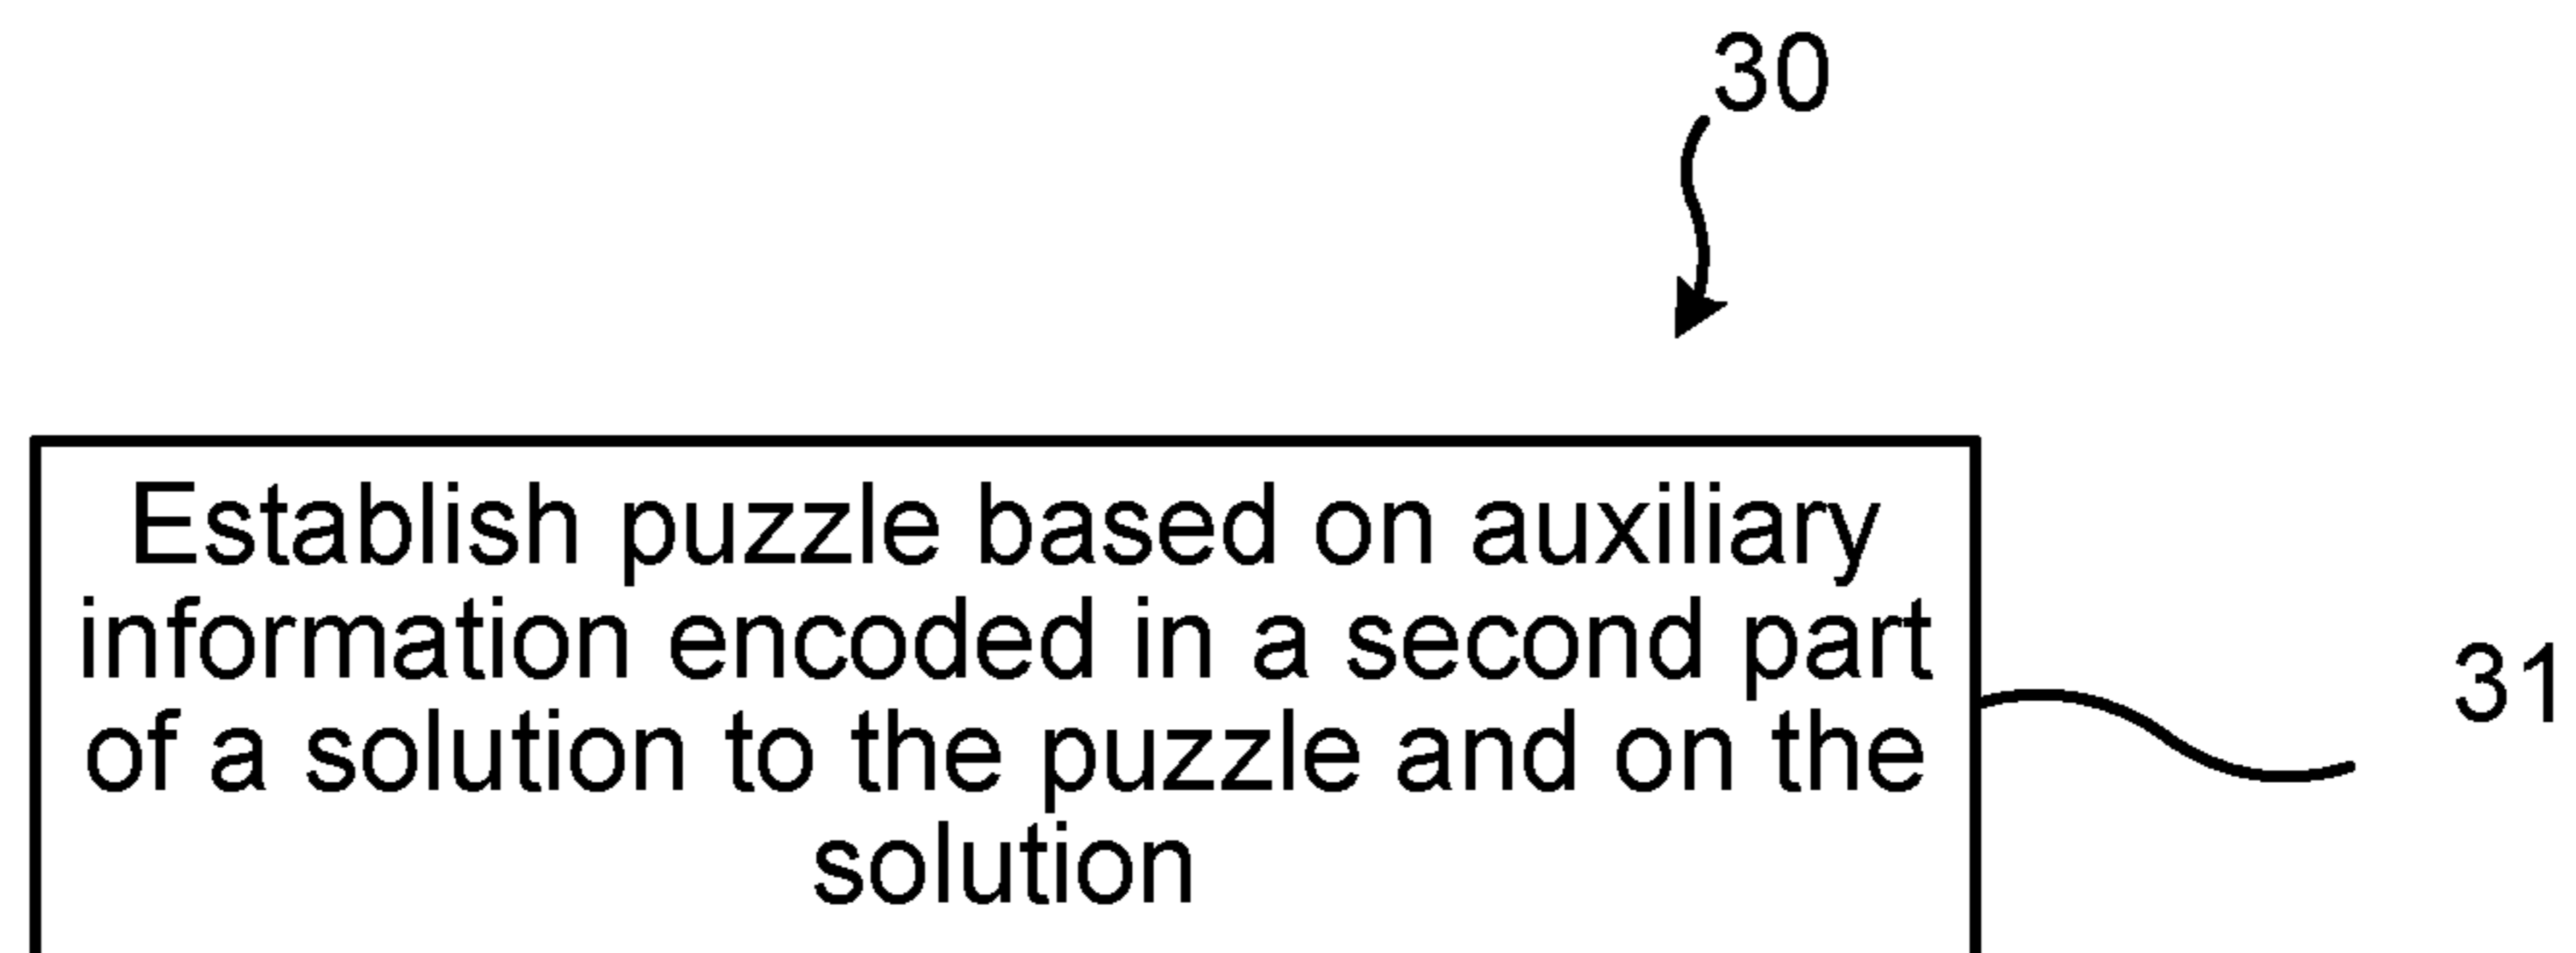 30
Establish puzzle based on auxiliary
information encoded in a second part
of a solution to the puzzle and on the
solution
31